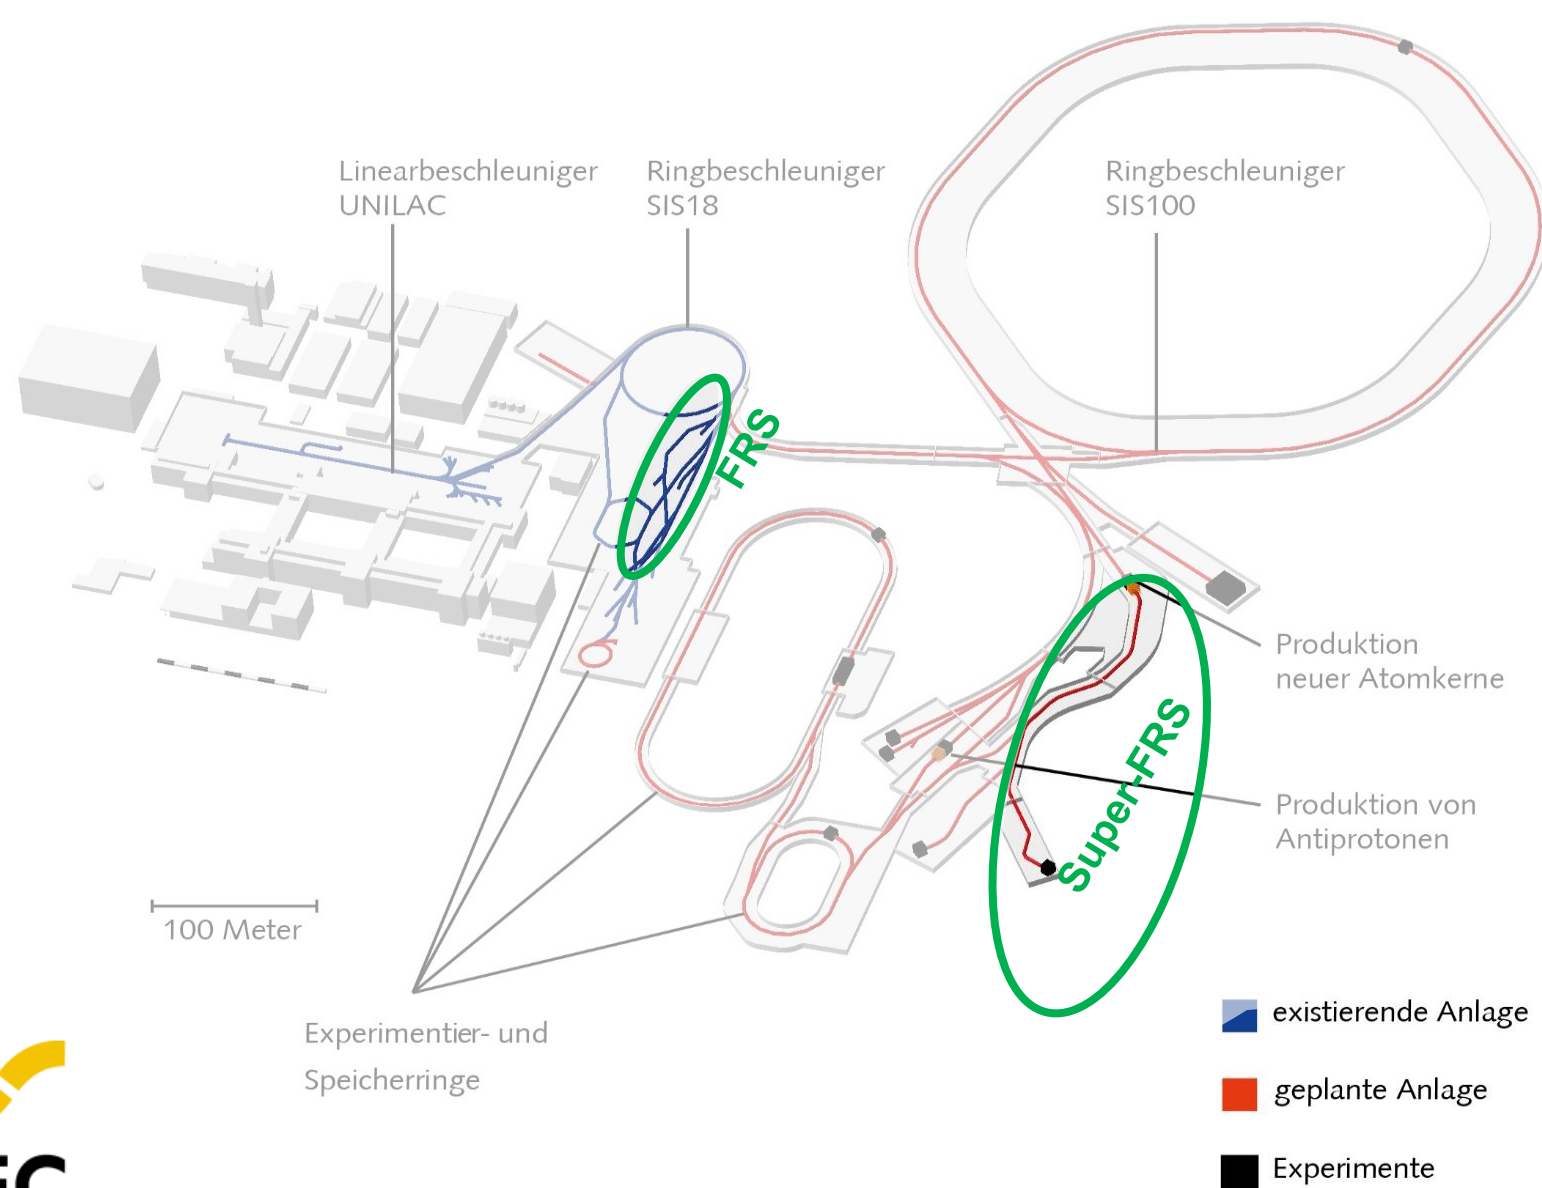 Linearbeschleuniger
UNILAC
Ringbeschleuniger
SIS18
Ringbeschleuniger
SIS100
FRS
Produktion
neuer Atomkerne
Super-FRS
Produktion von
Antiprotonen
100 Meter
Experimentier- und
Speicherringe
existierende Anlage
geplante Anlage
Experimente